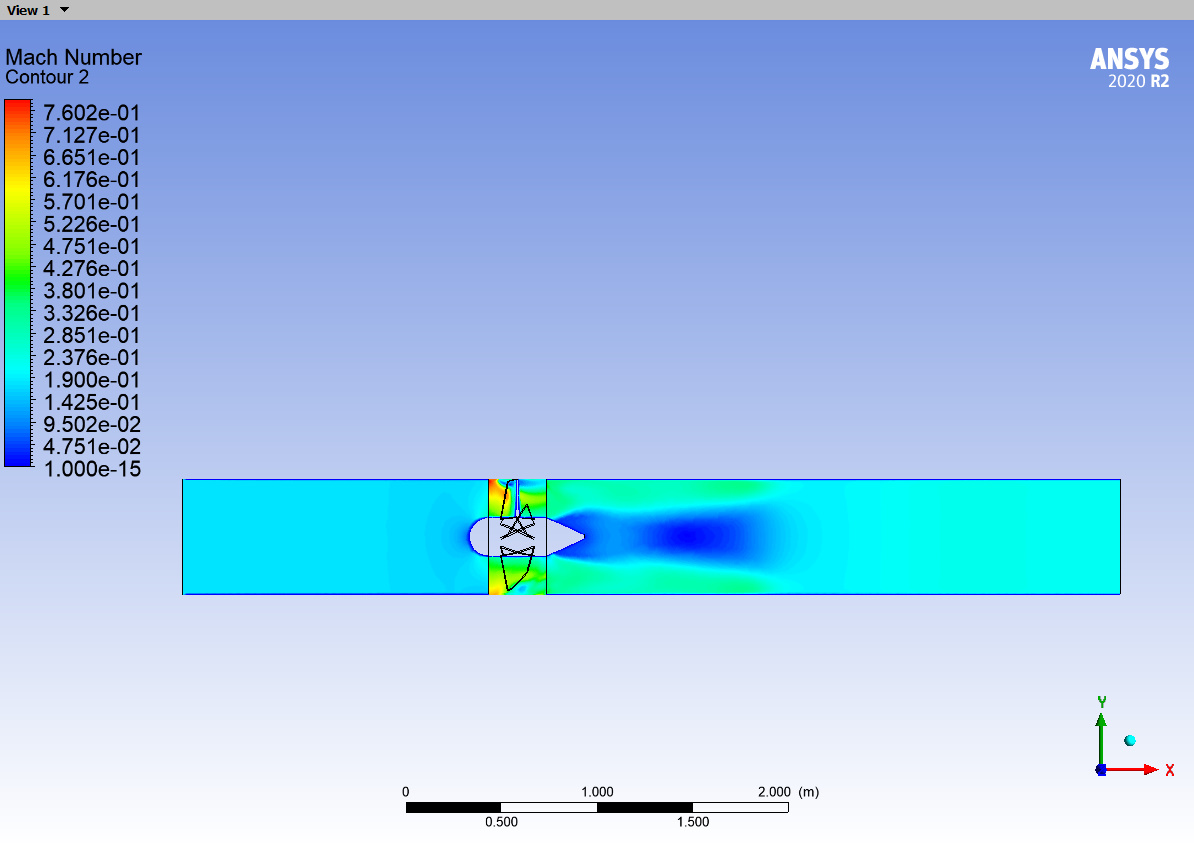 View 1
Mach Number
Contour 2
ANSYS
2020 R2
7.602e-01
7.127e-01
6.651e-01
6.176e-01
5.701e-01
5.226e-01
4.751e-01
4.276e-01
3.801e-01
3.326e-01
2.851e-01
2.376e-01
1.900e-01
1.425e-01
9.502e-02
4.751e-02
1.000e-15
Y
X
0 1.000 2.000 (m)
0.500 1.500